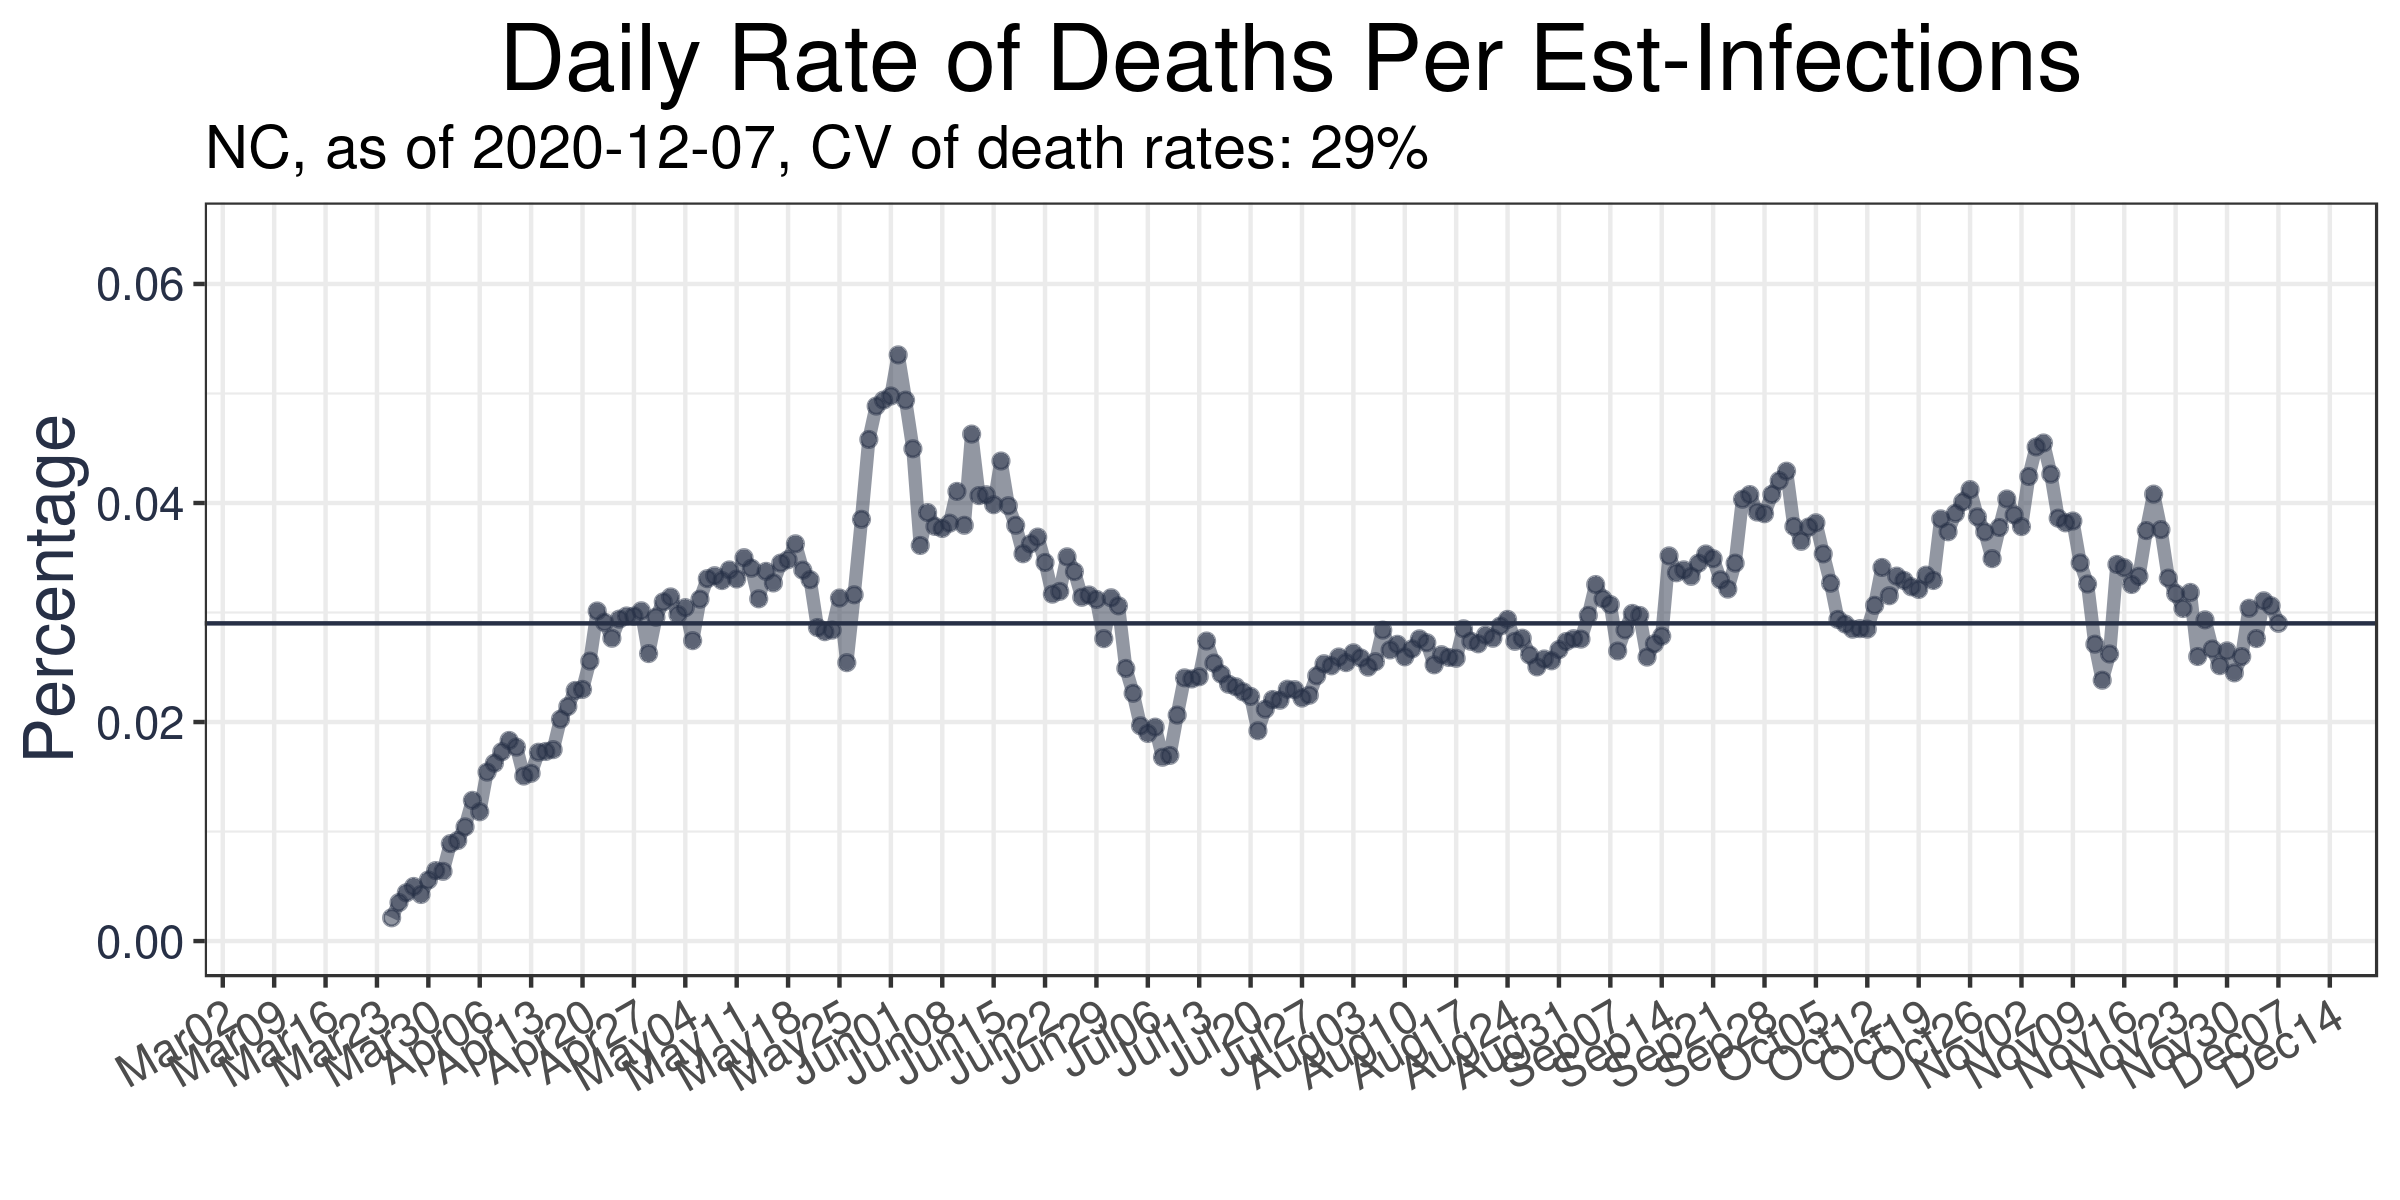 Daily Rate of Deaths Per Est-Infections
NC, as of 2020-12-07, CV of death rates: 29%
Percentage
0.06
0.04
0.02
0.00
Mar02
Mar09
Mar16
Mar23
Mar30
Apr06
Apr13
Apr20
Apr27
May04
May11
May18
May25
Jun01
Jun08
Jun15
Jun22
Jun29
Jul06
Jul13
Jul20
Jul27
Aug03
Aug10
Aug17
Aug24
Aug31
Sep07
Sep14
Sep21
Sep28
Oct05
Oct12
Oct19
Oct26
Nov02
Nov09
Nov16
Nov23
Nov30
Dec07
Dec14